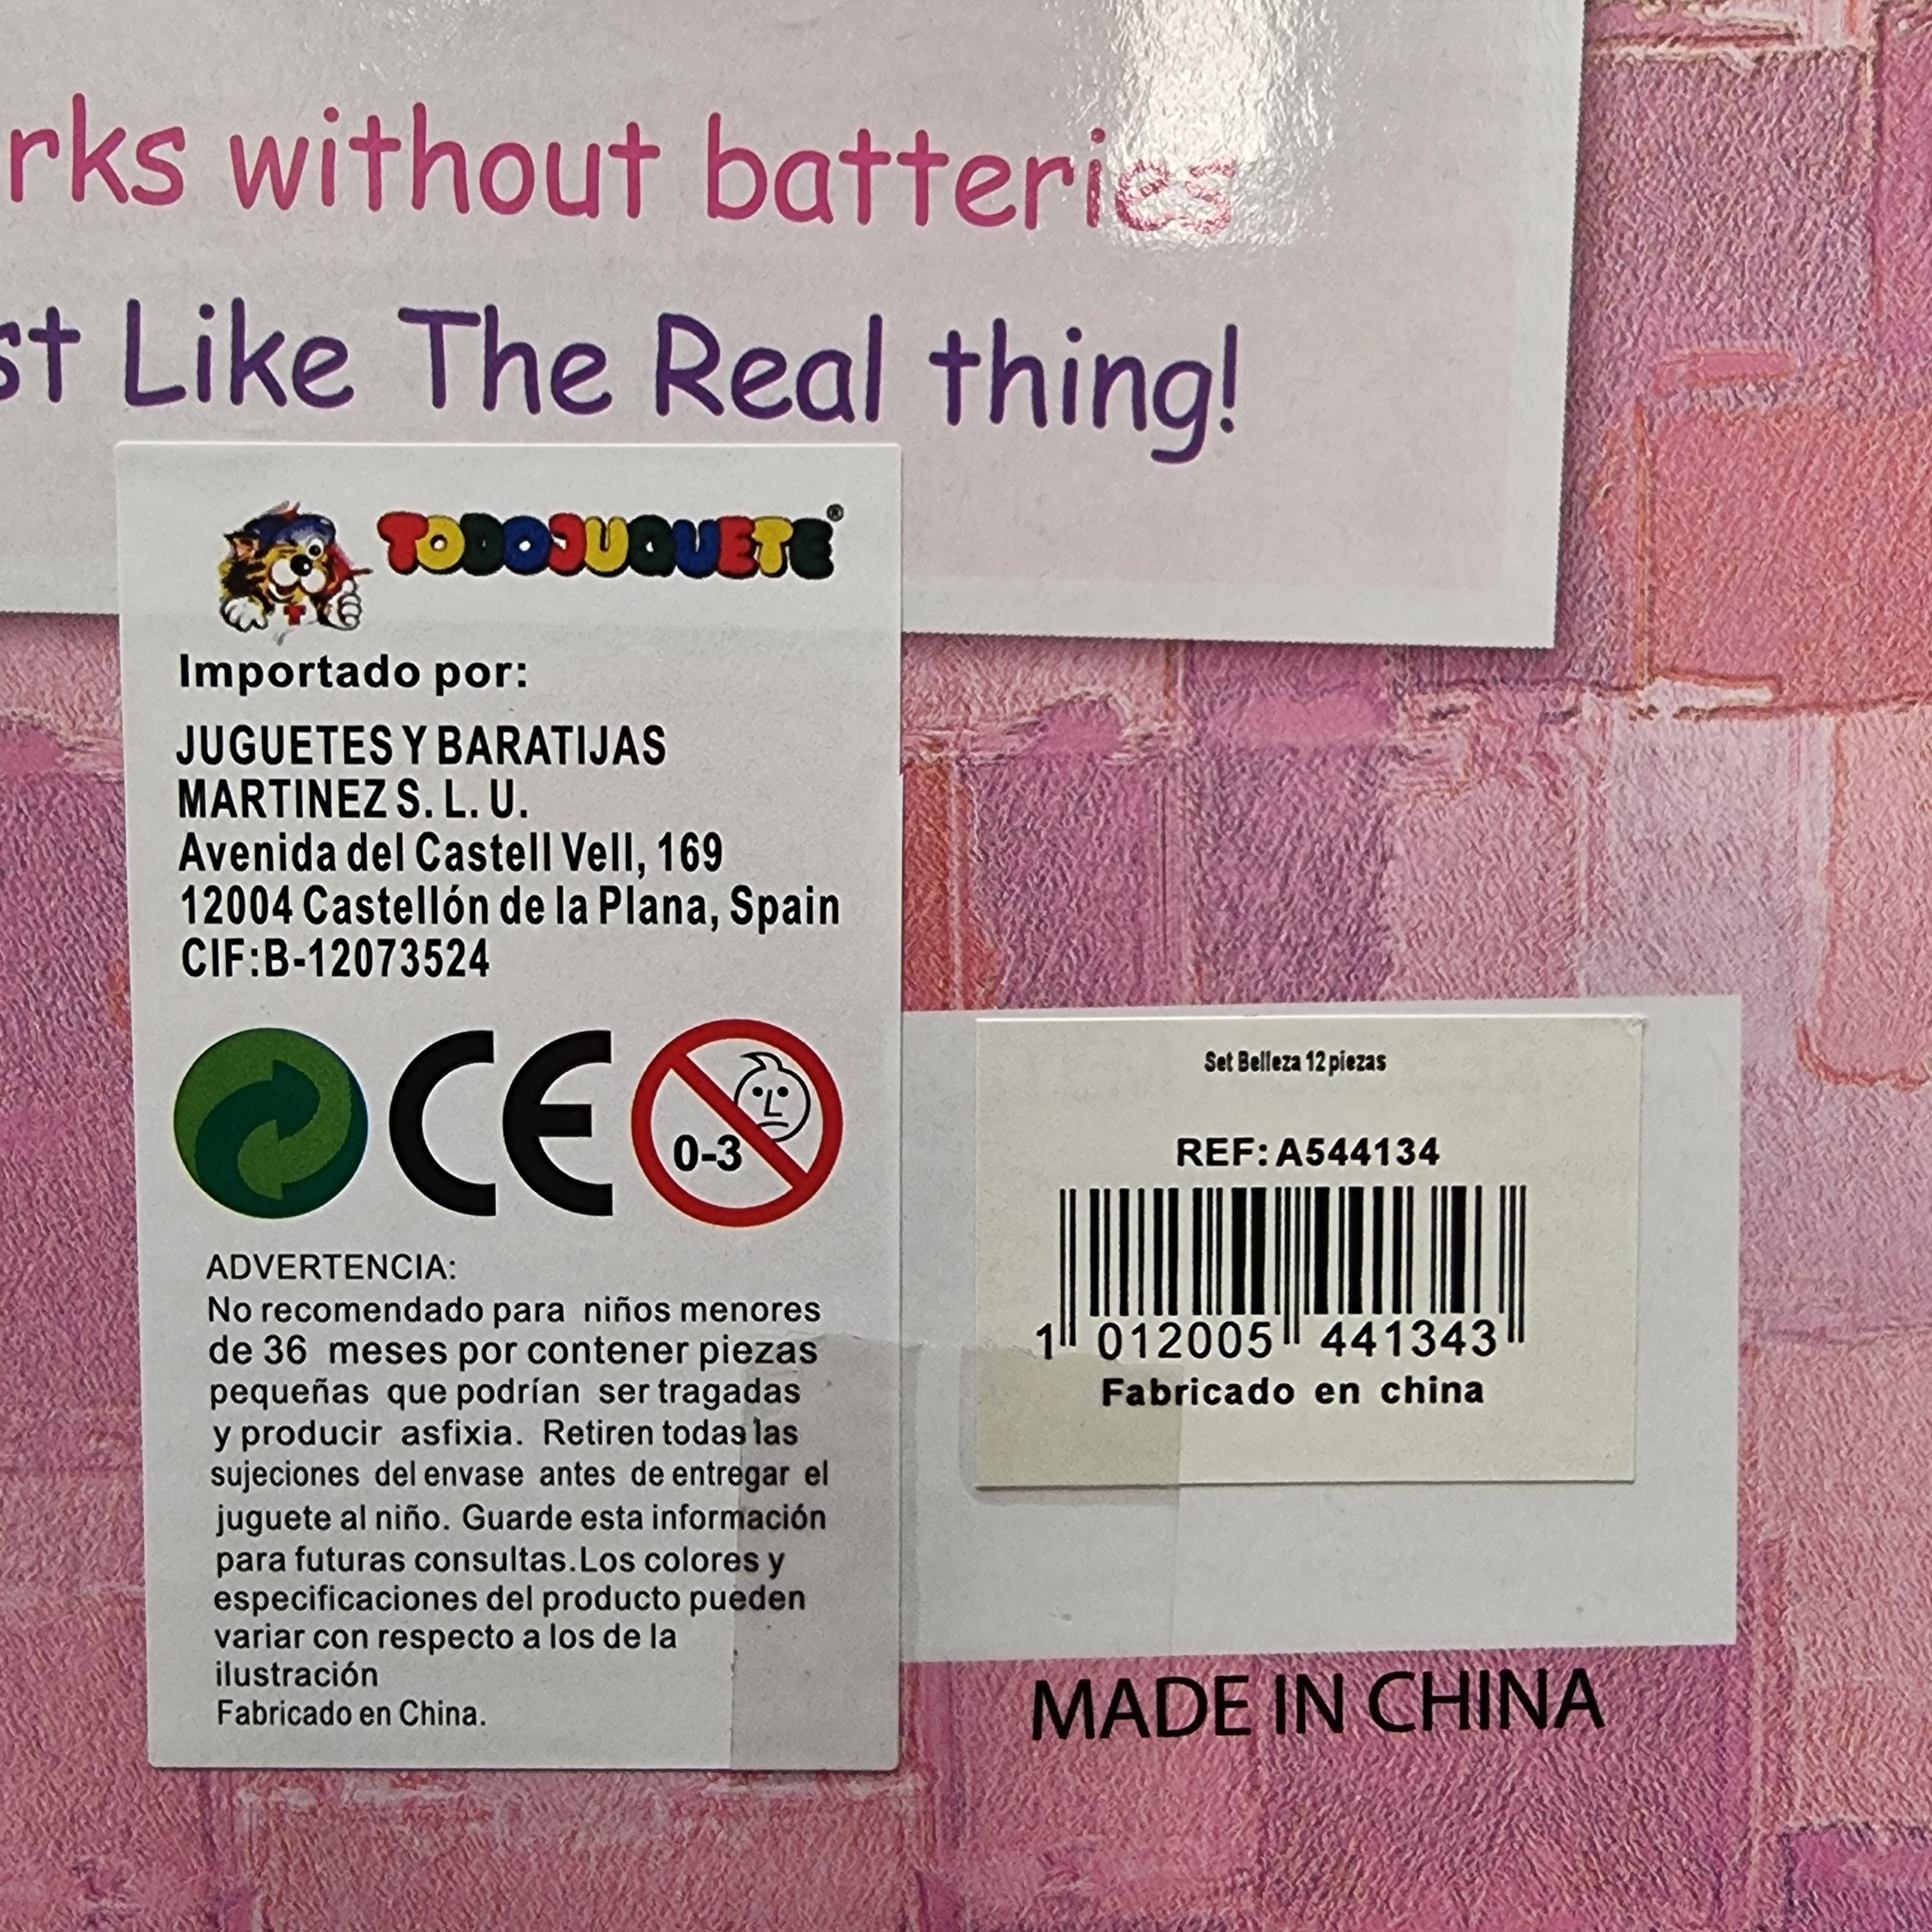 rks without batteries
st Like The Real thing!
TODOJUGUETE®
Importado por:
JUGUETES Y BARATIJAS
MARTINEZ S. L. U.
Avenida del Castell Vell, 169
12004 Castellón de la Plana, Spain
CIF:B-12073524
CE
0-3
ADVERTENCIA:
No recomendado para niños menores
de 36 meses por contener piezas
pequeñas que podrían ser tragadas
y producir asfixia. Retiren todas las
sujeciones del envase antes de entregar el
juguete al niño. Guarde esta información
para futuras consultas.Los colores y
especificaciones del producto pueden
variar con respecto a los de la
ilustración
Fabricado en China.
Set Belleza 12 piezas
REF: A544134
1 012005 441343
Fabricado en china
MADE IN CHINA